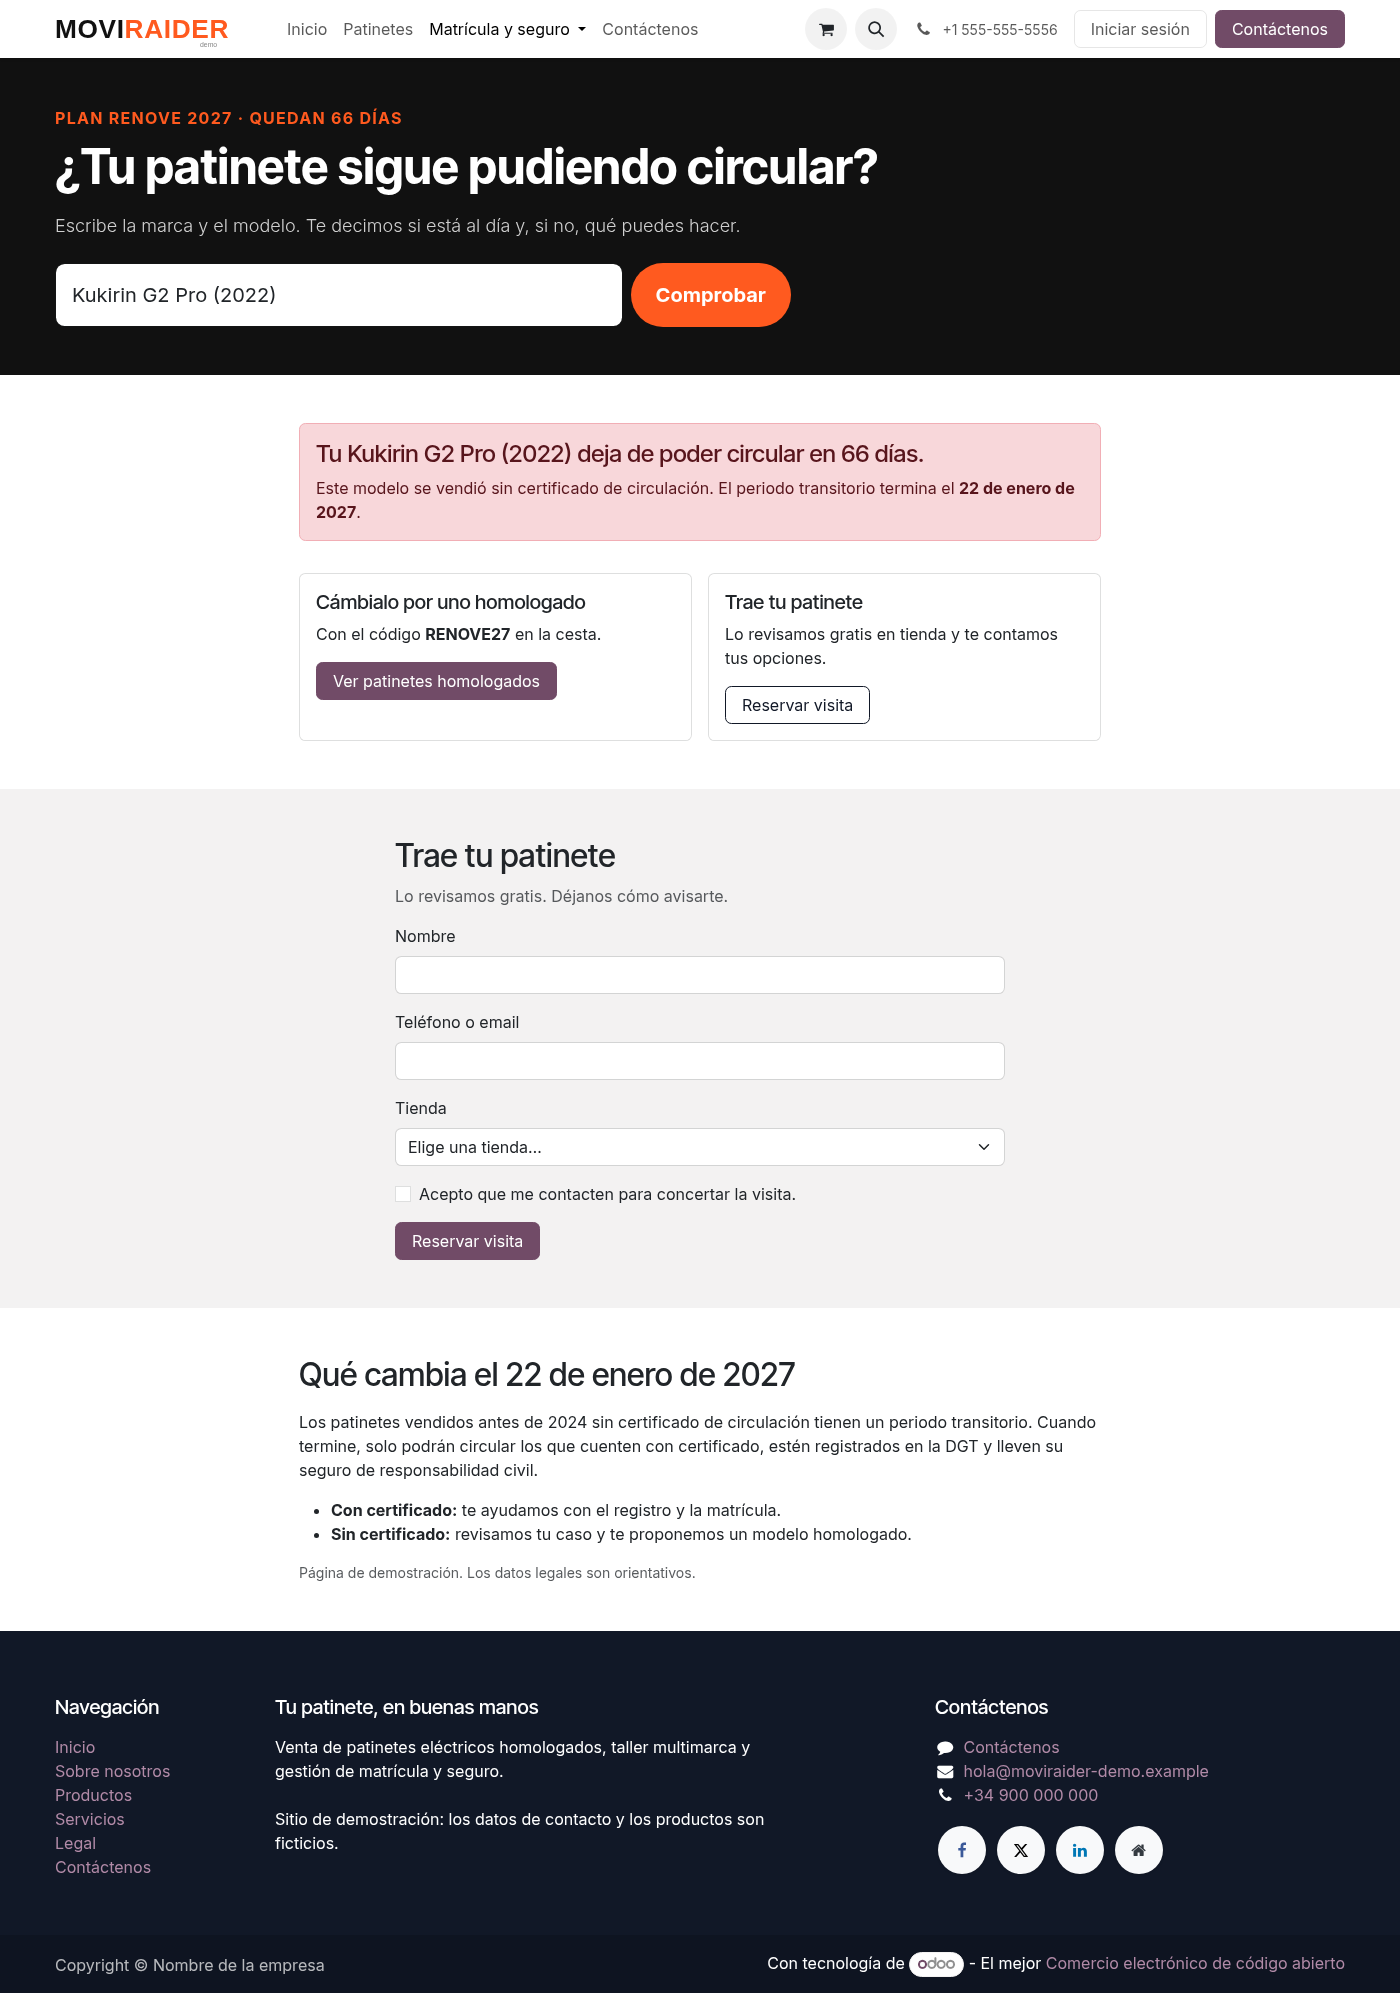 MOVIRAIDER
demo
Inicio
Patinetes
Matrícula y seguro
Contáctenos
+1 555-555-5556
Iniciar sesión
Contáctenos
PLAN RENOVE 2027 · QUEDAN 66 DÍAS
¿Tu patinete sigue pudiendo circular?
Escribe la marca y el modelo. Te decimos si está al día y, si no, qué puedes hacer.
Kukirin G2 Pro (2022)
Comprobar
Tu Kukirin G2 Pro (2022) deja de poder circular en 66 días.
Este modelo se vendió sin certificado de circulación. El periodo transitorio termina el 22 de enero de
2027.
Cámbialo por uno homologado
Con el código RENOVE27 en la cesta.
Ver patinetes homologados
Trae tu patinete
Lo revisamos gratis en tienda y te contamos
tus opciones.
Reservar visita
Trae tu patinete
Lo revisamos gratis. Déjanos cómo avisarte.
Nombre
Teléfono o email
Tienda
Elige una tienda...
Acepto que me contacten para concertar la visita.
Reservar visita
Qué cambia el 22 de enero de 2027
Los patinetes vendidos antes de 2024 sin certificado de circulación tienen un periodo transitorio. Cuando
termine, solo podrán circular los que cuenten con certificado, estén registrados en la DGT y lleven su
seguro de responsabilidad civil.
• Con certificado: te ayudamos con el registro y la matrícula.
• Sin certificado: revisamos tu caso y te proponemos un modelo homologado.
Página de demostración. Los datos legales son orientativos.
Navegación
Inicio
Sobre nosotros
Productos
Servicios
Legal
Contáctenos
Tu patinete, en buenas manos
Venta de patinetes eléctricos homologados, taller multimarca y
gestión de matrícula y seguro.
Sitio de demostración: los datos de contacto y los productos son
ficticios.
Contáctenos
Contáctenos
hola@moviraider-demo.example
+34 900 000 000
Copyright © Nombre de la empresa
Con tecnología de odoo - El mejor Comercio electrónico de código abierto